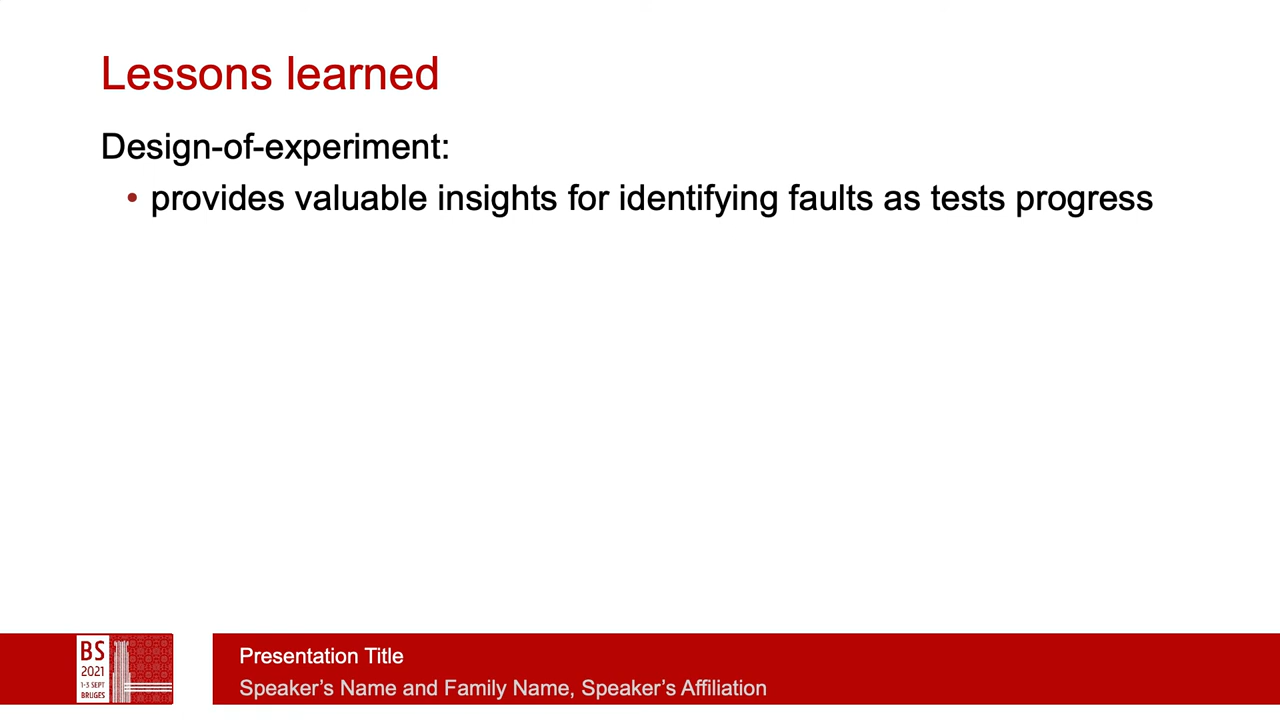 Lessons learned
Design-of-experiment:
• provides valuable insights for identifying faults as tests progress
BS
2021
1-3 SEPT
BRUGES
Presentation Title
Speaker's Name and Family Name, Speaker's Affiliation